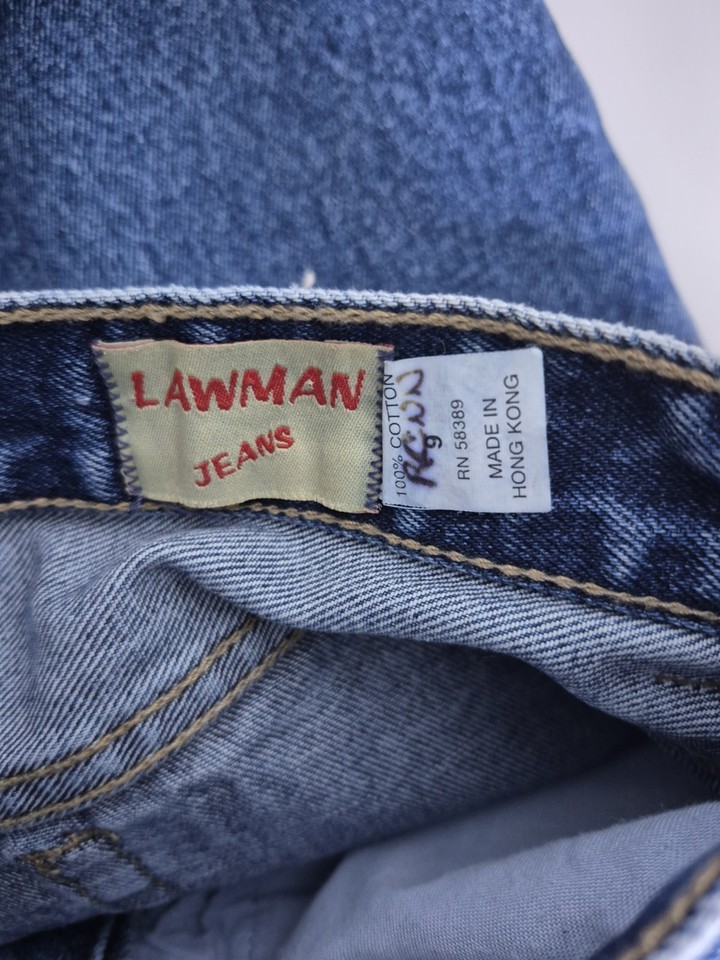 LAWMAN
JEANS
100% COTTON
9
RN 58389
MADE IN
HONG KONG